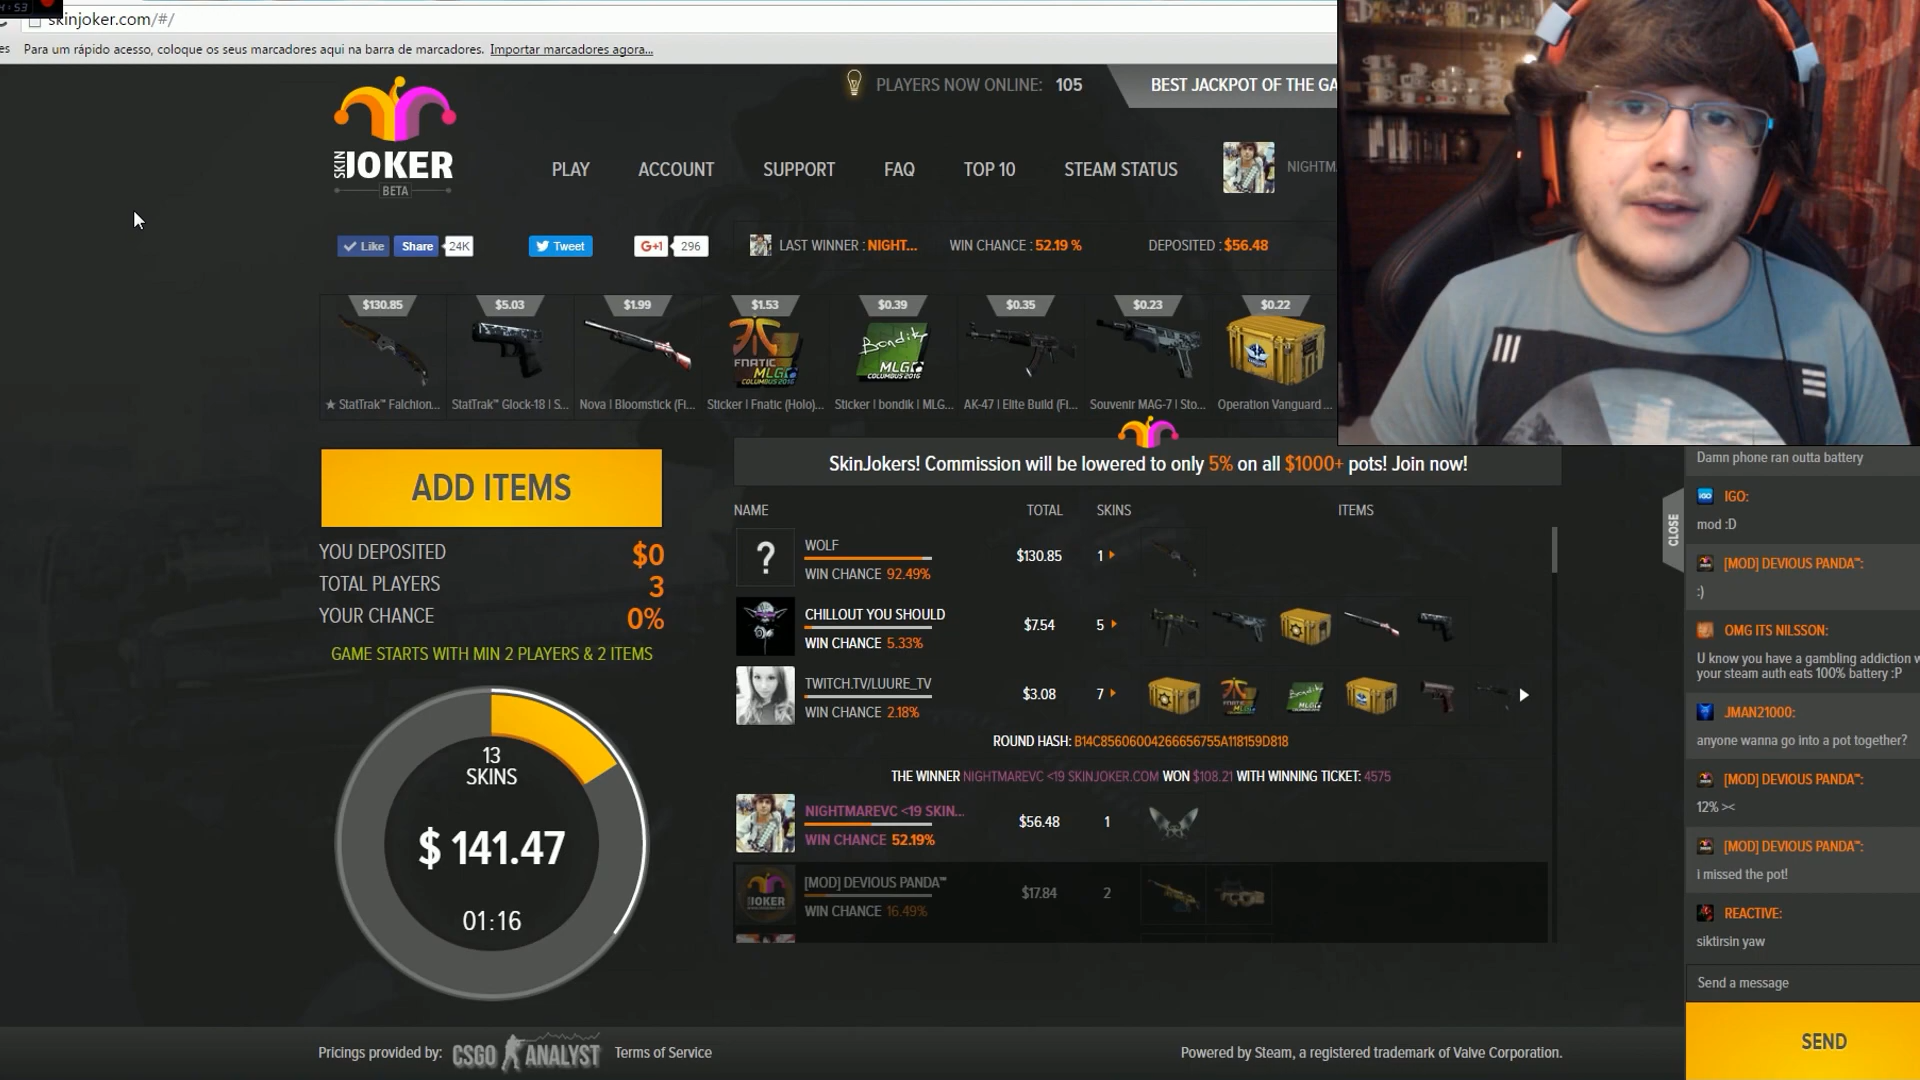 4:53
skinjoker.com/#/
es Para um rápido acesso, coloque os seus marcadores aqui na barra de marcadores. Importar marcadores agora...
PLAYERS NOW ONLINE: 105
BEST JACKPOT OF THE GA
SKIN JOKER
BETA
PLAY ACCOUNT SUPPORT FAQ TOP 10 STEAM STATUS
NIGHTM
Like Share 24K Tweet G+1 296
LAST WINNER : NIGHT... WIN CHANCE : 52.19 % DEPOSITED : $56.48
$130.85 $5.03 $1.99 $1.53 $0.39 $0.35 $0.23 $0.22
FNATIC MLG COLUMBUS 2016
Bondik MLG COLUMBUS 2016
★ StatTrak™ Falchion... StatTrak™ Glock-18 | S... Nova | Bloomstick (Fi... Sticker | Fnatic (Holo)... Sticker | bondik | MLG... AK-47 | Elite Build (Fi... Souvenir MAG-7 | Sto... Operation Vanguard ...
ADD ITEMS
YOU DEPOSITED $0
TOTAL PLAYERS 3
YOUR CHANCE 0%
GAME STARTS WITH MIN 2 PLAYERS & 2 ITEMS
13
SKINS
$ 141.47
01:16
SkinJokers! Commission will be lowered to only 5% on all $1000+ pots! Join now!
NAME TOTAL SKINS ITEMS
?
WOLF
WIN CHANCE 92.49%
$130.85 1
CHILLOUT YOU SHOULD
WIN CHANCE 5.33%
$7.54 5
TWITCH.TV/LUURE_TV
WIN CHANCE 2.18%
$3.08 7
ROUND HASH: B14C85606004266656755A118159D818
THE WINNER NIGHTMAREVC <19 SKINJOKER.COM WON $108.21 WITH WINNING TICKET: 4575
NIGHTMAREVC <19 SKIN...
WIN CHANCE 52.19%
$56.48 1
[MOD] DEVIOUS PANDA™
WIN CHANCE 16.49%
$17.84 2
JOKER
CLOSE
Damn phone ran outta battery
IGO:
mod :D
[MOD] DEVIOUS PANDA™:
:)
OMG ITS NILSSON:
U know you have a gambling addiction w
your steam auth eats 100% battery :P
JMAN21000:
anyone wanna go into a pot together?
[MOD] DEVIOUS PANDA™:
12% ><
[MOD] DEVIOUS PANDA™:
i missed the pot!
REACTIVE:
siktirsin yaw
Send a message
SEND
Pricings provided by: CSGO ANALYST Terms of Service
Powered by Steam, a registered trademark of Valve Corporation.